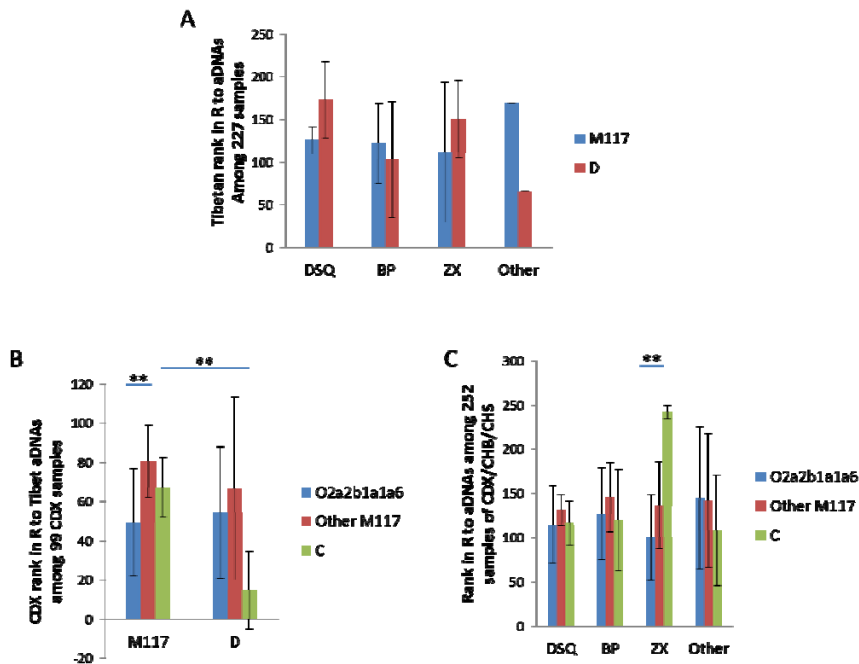 A
Tibetan rank in R to aDNAs
Among 227 samples
250
200
150
100
50
0
DSQ BP ZX Other
M117
D
B
CDX rank in R to Tibet aDNAs
among 99 CDX samples
120
100
80
60
40
20
0
-20
** **
M117 D
O2a2b1a1a6
Other M117
C
C
Rank in R to aDNAs among 252
samples of CDX/CHB/CHS
300
250
200
150
100
50
0
**
DSQ BP ZX Other
O2a2b1a1a6
Other M117
C